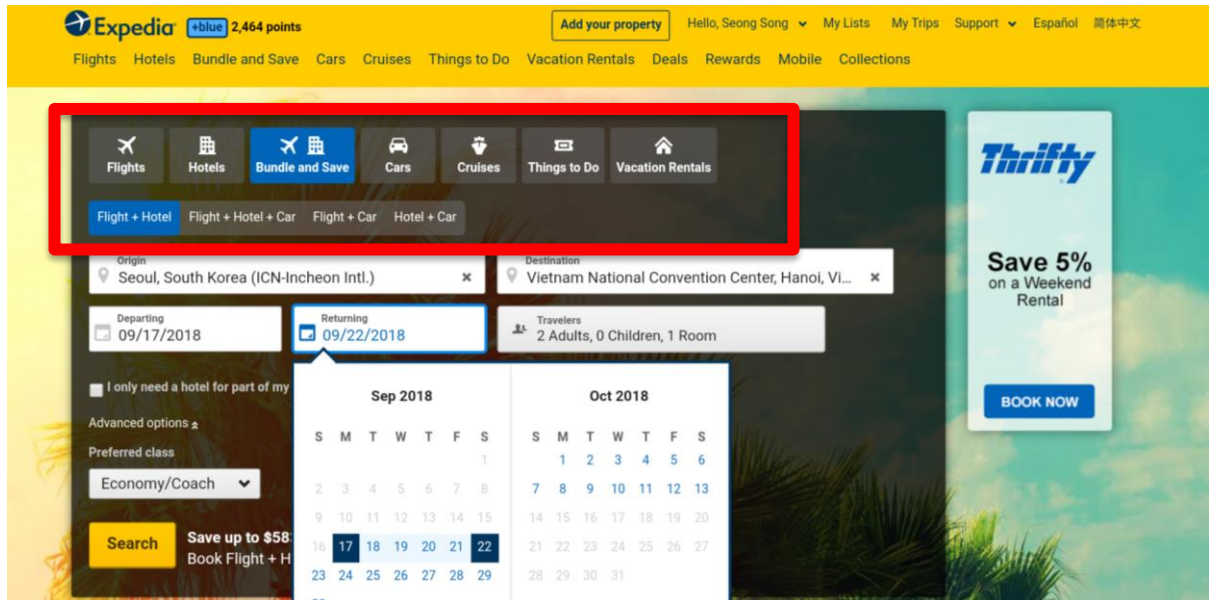 Expedia +blue 2,464 points Add your property Hello, Seong Song My Lists My Trips Support Español 简体中文
Flights Hotels Bundle and Save Cars Cruises Things to Do Vacation Rentals Deals Rewards Mobile Collections
Flights Hotels Bundle and Save Cars Cruises Things to Do Vacation Rentals
Flight + Hotel Flight + Hotel + Car Flight + Car Hotel + Car
Origin
Seoul, South Korea (ICN-Incheon Intl.)
Destination
Vietnam National Convention Center, Hanoi, Vi...
Departing
09/17/2018
Returning
09/22/2018
Travelers
2 Adults, 0 Children, 1 Room
I only need a hotel for part of my
Advanced options
Preferred class
Economy/Coach
Search
Save up to $58
Book Flight + H
Sep 2018
S M T W T F S
1
2 3 4 5 6 7 8
9 10 11 12 13 14 15
16 17 18 19 20 21 22
23 24 25 26 27 28 29
Oct 2018
S M T W T F S
1 2 3 4 5 6
7 8 9 10 11 12 13
14 15 16 17 18 19 20
21 22 23 24 25 26 27
28 29 30 31
Thrifty
Save 5%
on a Weekend
Rental
BOOK NOW